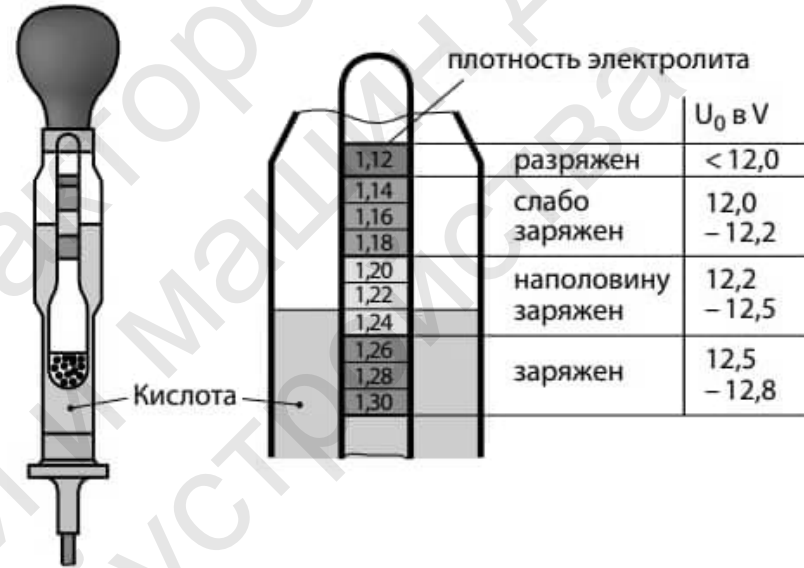 плотность электролита
U₀ в V
1,12 разряжен < 12,0
1,14
1,16
1,18
слабо
заряжен
12,0
– 12,2
1,20
1,22
1,24
наполовину
заряжен
12,2
– 12,5
1,26
1,28
1,30
заряжен
12,5
– 12,8
Кислота